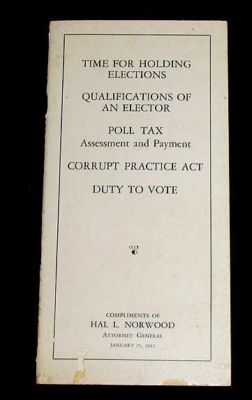 TIME FOR HOLDING
ELECTIONS
QUALIFICATIONS OF
AN ELECTOR
POLL TAX
Assessment and Payment
CORRUPT PRACTICE ACT
DUTY TO VOTE
COMPLIMENTS OF
HAL L. NORWOOD
ATTORNEY GENERAL
JANUARY